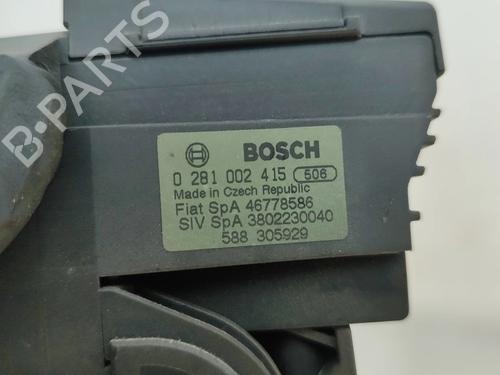 B-PARTS
BOSCH
0 281 002 415 506
Made in Czech Republic
Fiat SpA 46778586
SIV SpA 3802230040
588 305929
B-PARTS